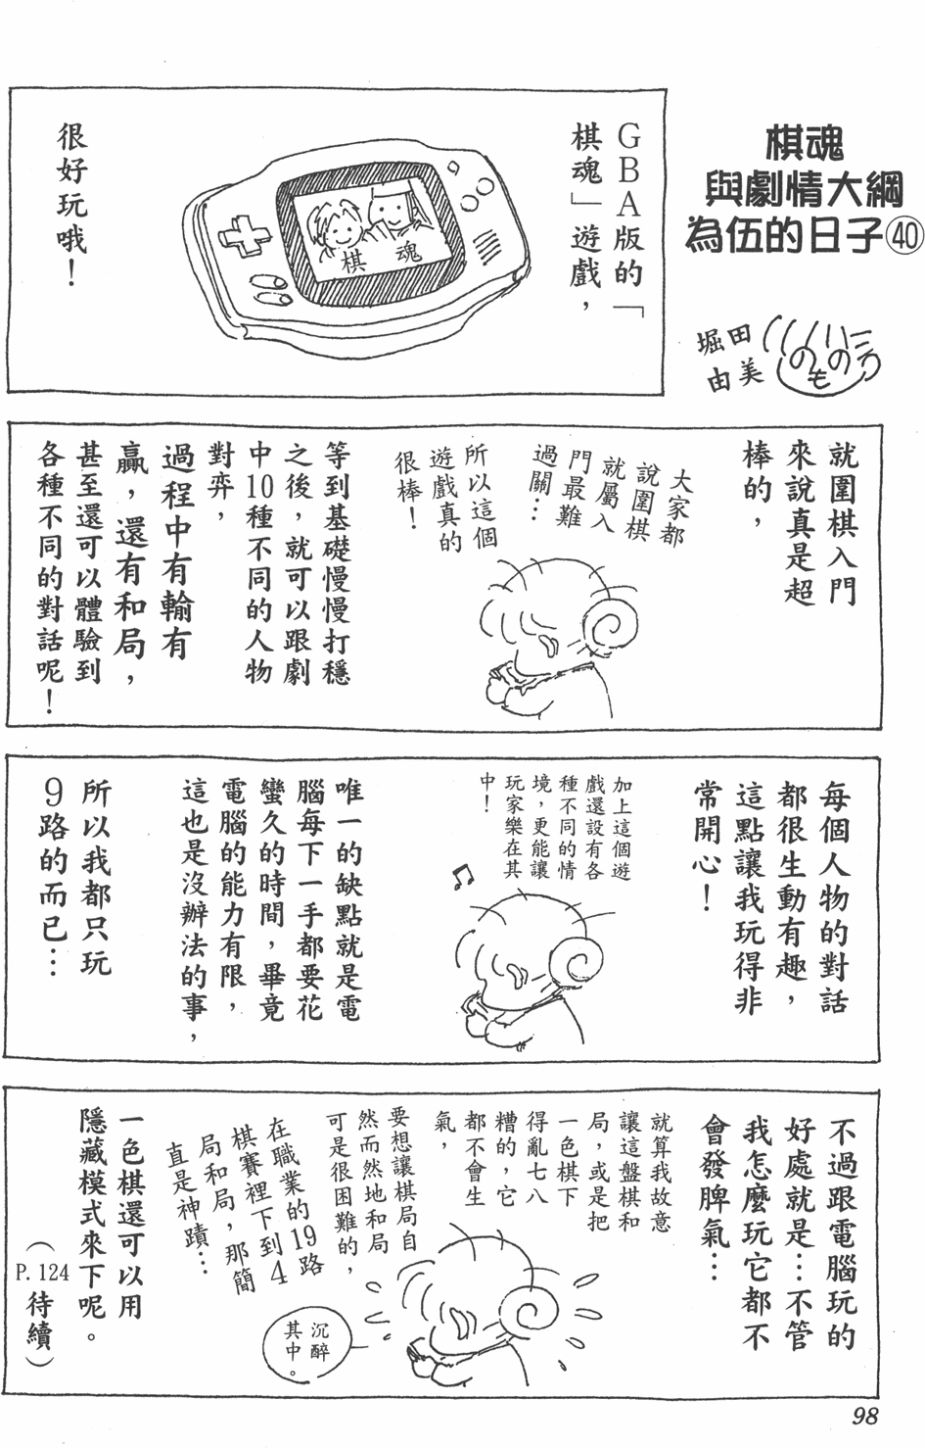 棋魂
與劇情大綱
為伍的日子㊵
堀田
由美
GBA版的「
棋魂」遊戲，
棋魂
很好玩哦！
就圍棋入門
來說真是超
棒的，
大家都
說圍棋
就屬入
門最難
過關…
所以這個
遊戲真的
很棒！
等到基礎慢慢打穩
之後，就可以跟劇
中10種不同的人物
對弈，
過程中有輸有
贏，還有和局，
甚至還可以體驗到
各種不同的對話呢！
每個人物的對話
都很生動有趣，
這點讓我玩得非
常開心！
加上這個遊
戲還設有各
種不同的情
境，更能讓
玩家樂在其
中！
唯一的缺點就是電
腦每下一手都要花
蠻久的時間，畢竟
電腦的能力有限，
這也是沒辦法的事，
所以我都只玩
9路的而已…
不過跟電腦玩的
好處就是…不管
我怎麼玩它都不
會發脾氣…
就算我故意
讓這盤棋和
局，或是把
一色棋下
得亂七八
糟的，它
都不會生
氣，
要想讓棋局自
然而然地和局
可是很困難的，
在職業的19路
棋賽裡下到4
局和局，那簡
直是神蹟…
沉醉
其中。
一色棋還可以用
隱藏模式來下呢。
（P.124待續）
98